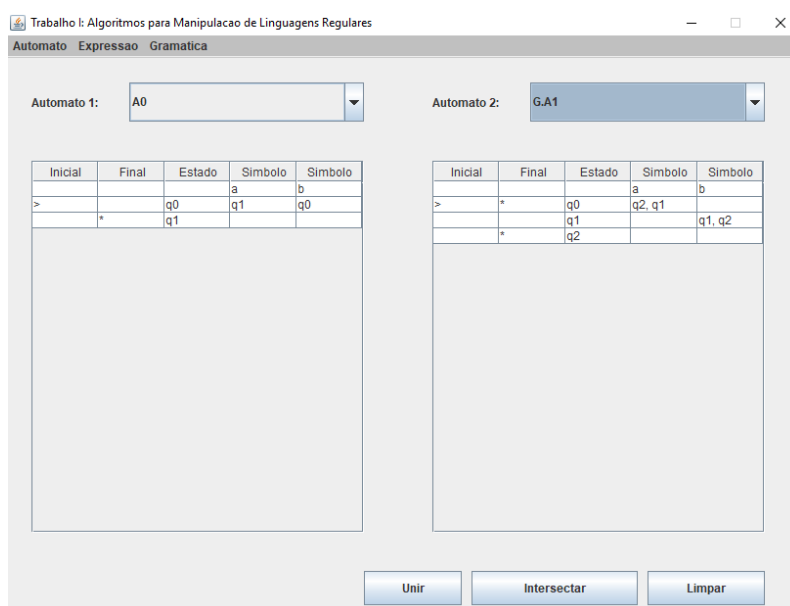 Trabalho I: Algoritmos para Manipulacao de Linguagens Regulares
Automato Expressao Gramatica
Automato 1: A0
Automato 2: G.A1
Inicial Final Estado Simbolo Simbolo
a b
> q0 q1 q0
* q1
Inicial Final Estado Simbolo Simbolo
a b
> * q0 q2, q1
q1 q1, q2
* q2
Unir Intersectar Limpar